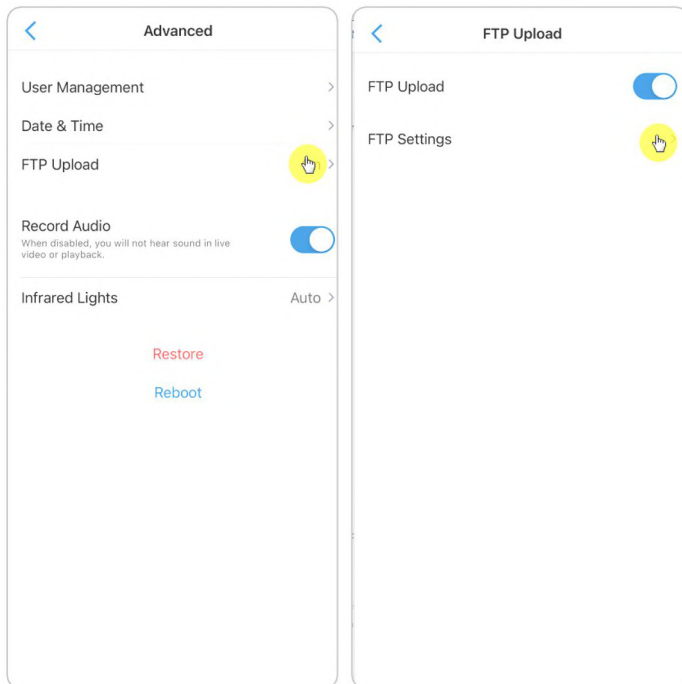 Advanced
User Management
Date & Time
FTP Upload
Record Audio
When disabled, you will not hear sound in live
video or playback.
Infrared Lights
Auto
Restore
Reboot
FTP Upload
FTP Upload
FTP Settings